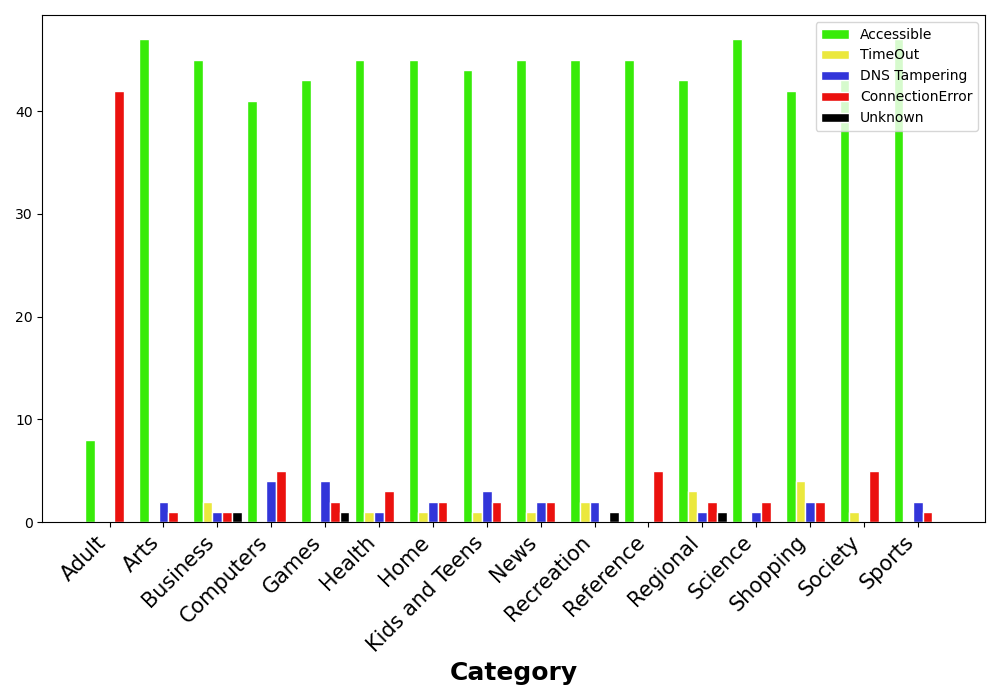 Accessible
TimeOut
DNS Tampering
ConnectionError
Unknown
40
30
20
10
0
Adult
Arts
Business
Computers
Games
Health
Home
Kids and Teens
News
Recreation
Reference
Regional
Science
Shopping
Society
Sports
Category